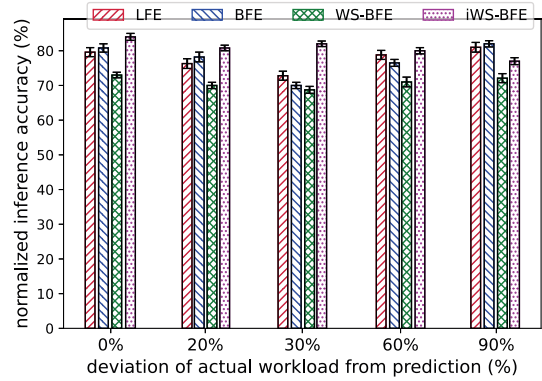 LFE BFE WS-BFE iWS-BFE
normalized inference accuracy (%)
80
70
60
50
40
30
20
10
0
0% 20% 30% 60% 90%
deviation of actual workload from prediction (%)